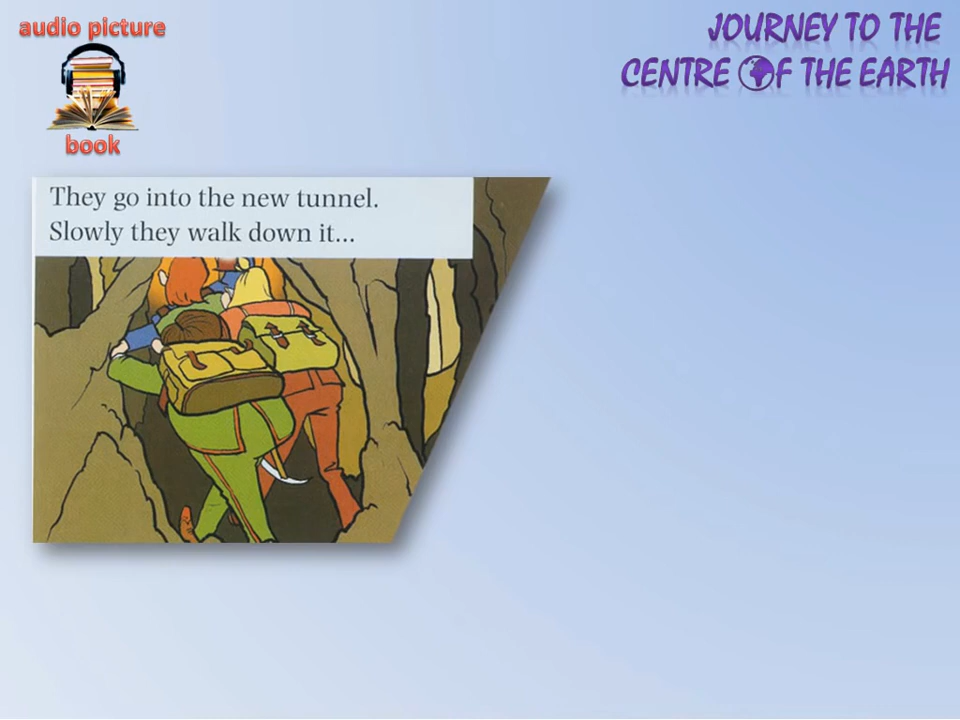 audio picture
book
JOURNEY TO THE
CENTRE OF THE EARTH
They go into the new tunnel.
Slowly they walk down it...